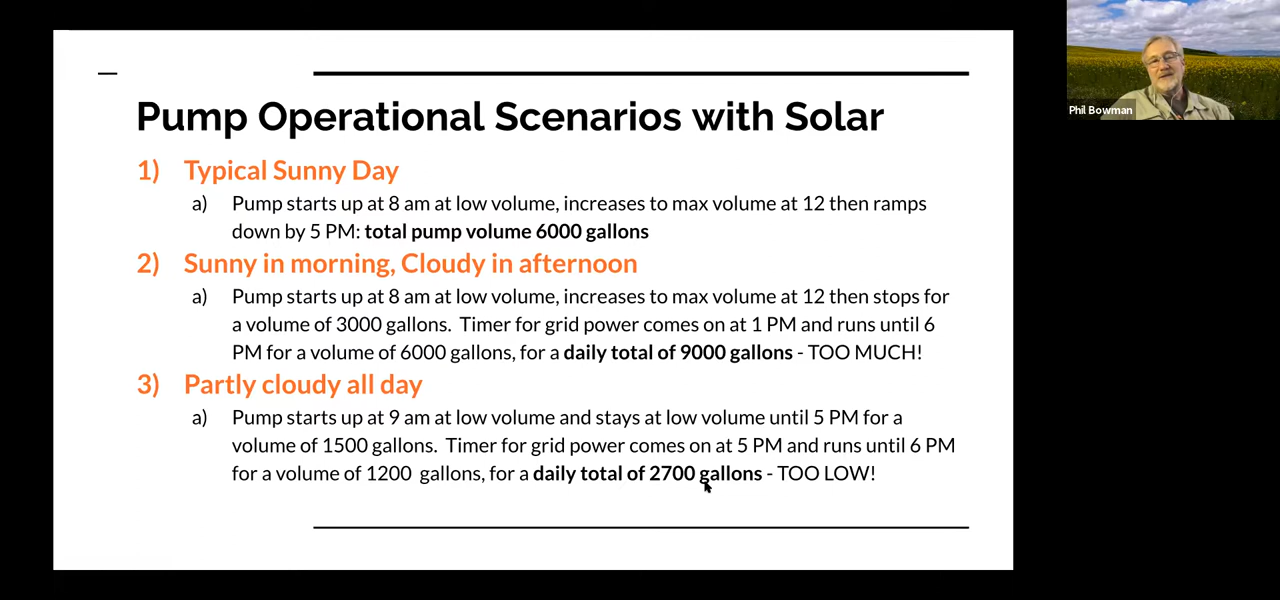 Pump Operational Scenarios with Solar
1) Typical Sunny Day
a) Pump starts up at 8 am at low volume, increases to max volume at 12 then ramps
down by 5 PM: total pump volume 6000 gallons
2) Sunny in morning, Cloudy in afternoon
a) Pump starts up at 8 am at low volume, increases to max volume at 12 then stops for
a volume of 3000 gallons. Timer for grid power comes on at 1 PM and runs until 6
PM for a volume of 6000 gallons, for a daily total of 9000 gallons - TOO MUCH!
3) Partly cloudy all day
a) Pump starts up at 9 am at low volume and stays at low volume until 5 PM for a
volume of 1500 gallons. Timer for grid power comes on at 5 PM and runs until 6 PM
for a volume of 1200 gallons, for a daily total of 2700 gallons - TOO LOW!
Phil Bowman